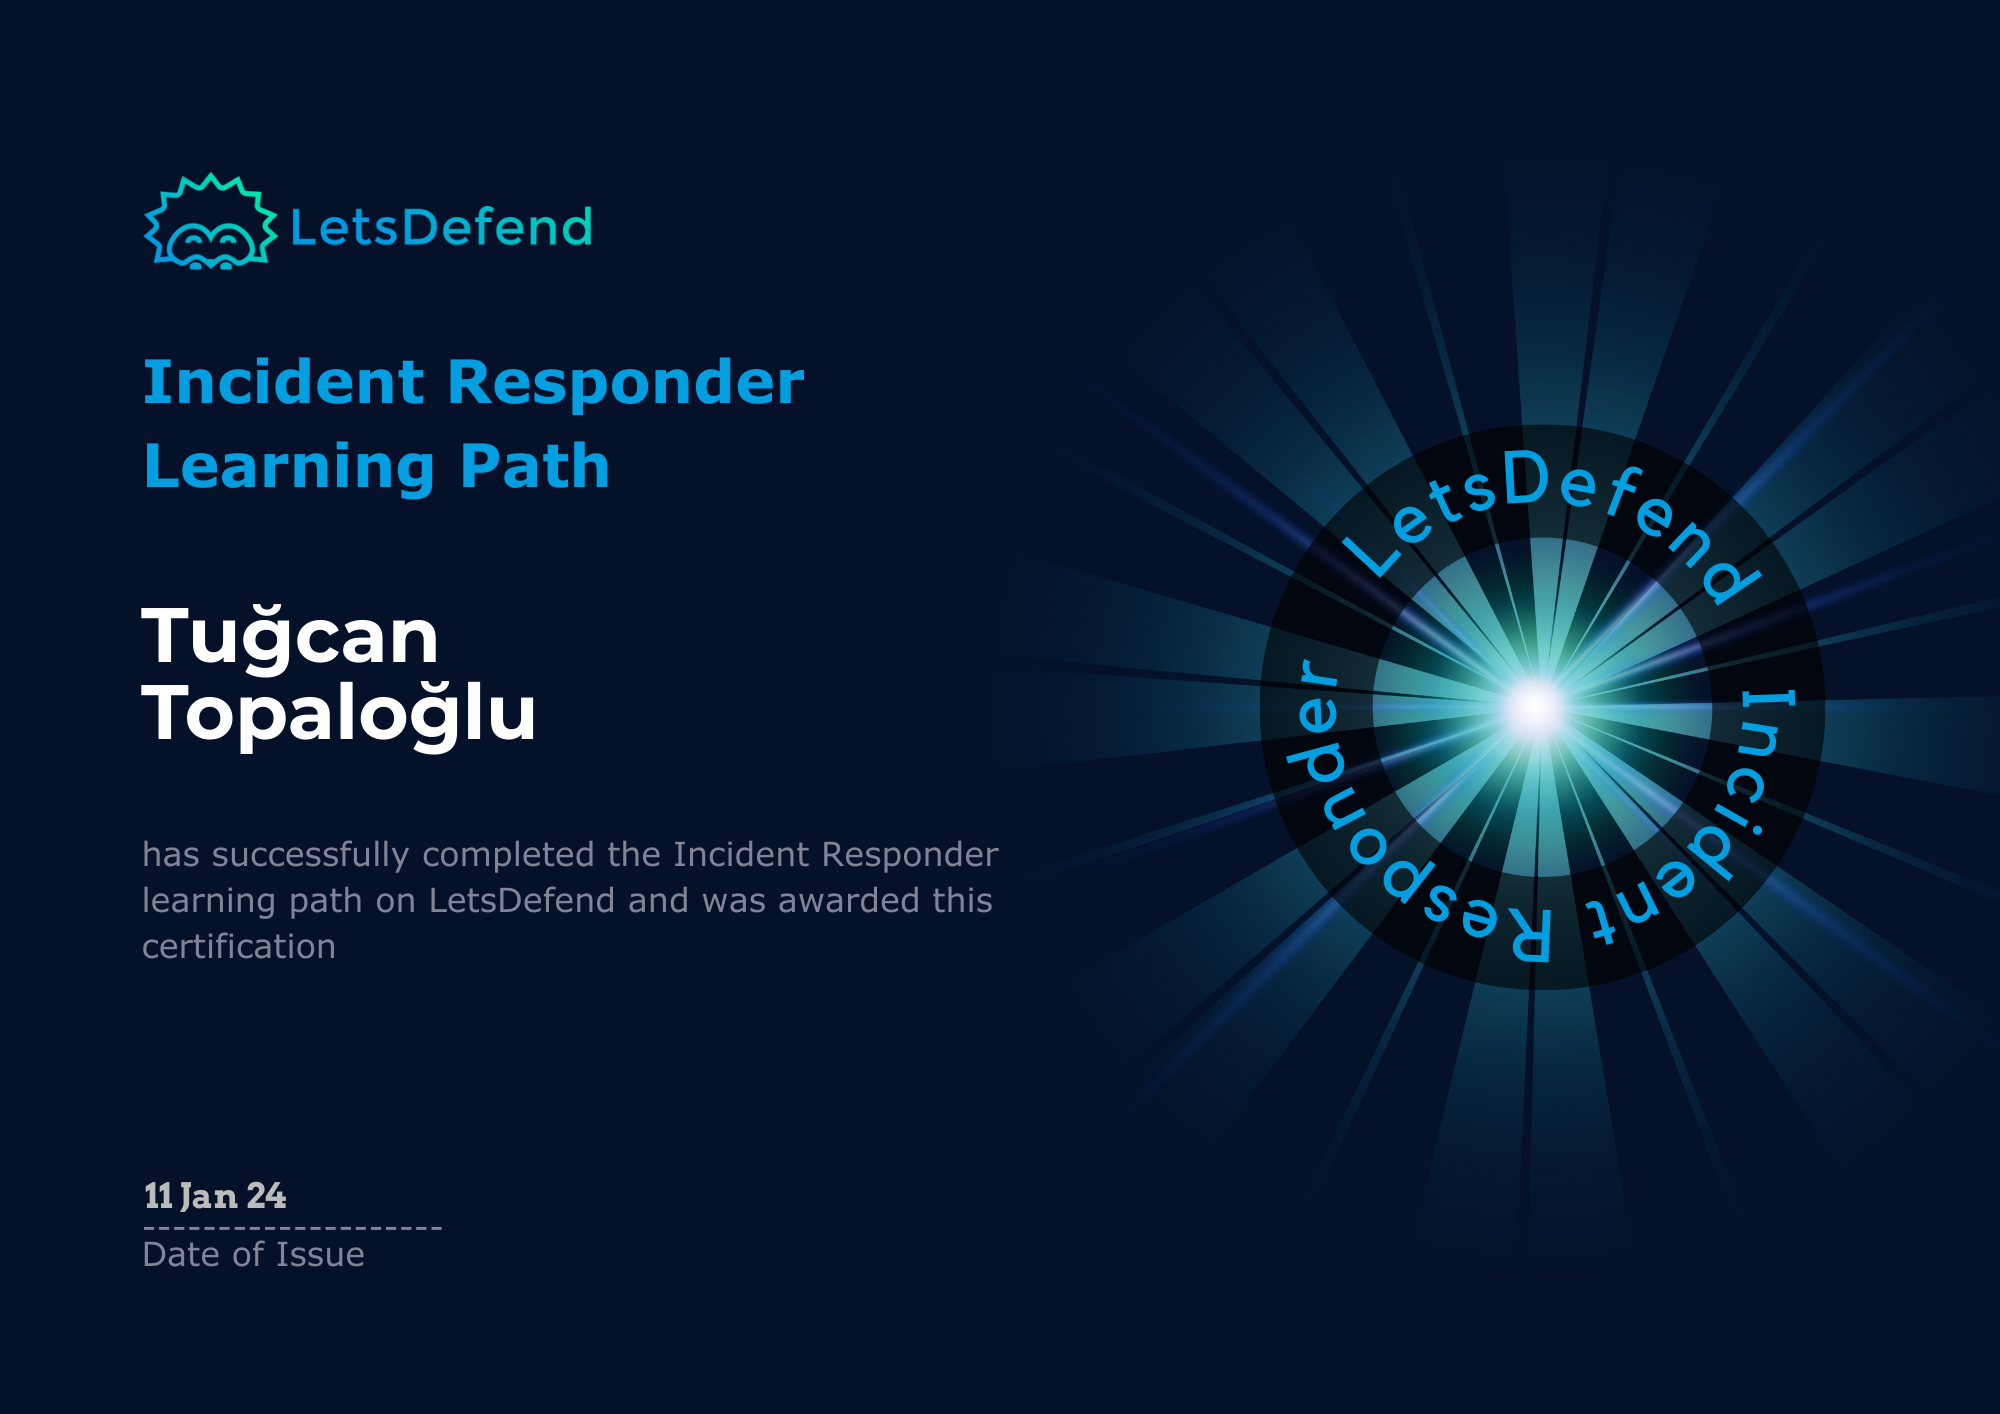 LetsDefend
Incident Responder
Learning Path
Tuğcan
Topaloğlu
has successfully completed the Incident Responder
learning path on LetsDefend and was awarded this
certification
11 Jan 24
--------------------
Date of Issue
LetsDefend
Incident Responder